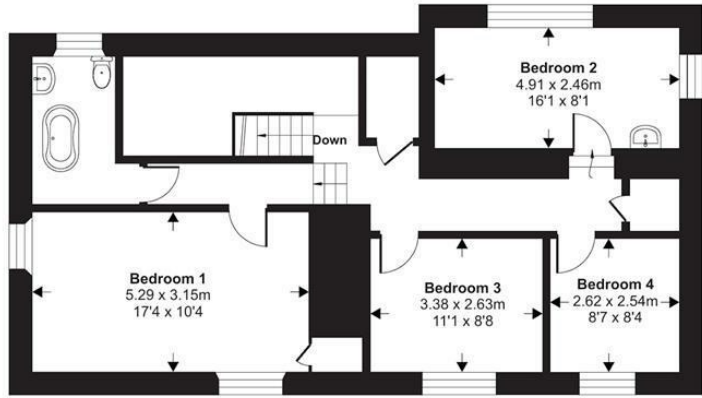 Bedroom 2
4.91 x 2.46m
16'1 x 8'1
Down
Bedroom 1
5.29 x 3.15m
17'4 x 10'4
Bedroom 3
3.38 x 2.63m
11'1 x 8'8
Bedroom 4
2.62 x 2.54m
8'7 x 8'4